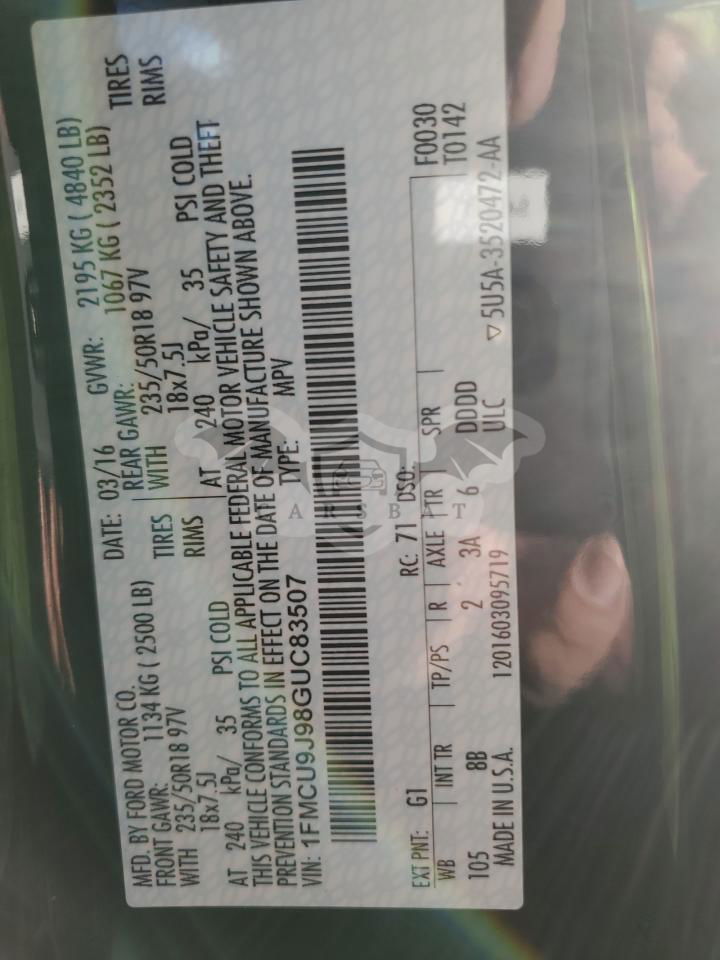 MFD. BY FORD MOTOR CO.
DATE: 03/16
GVWR: 2195 KG ( 4840 LB)
FRONT GAWR: 1134 KG ( 2500 LB)
REAR GAWR: 1067 KG ( 2352 LB)
WITH 235/50R18 97V TIRES
WITH 235/50R18 97V TIRES
18x7.5J RIMS
18x7.5J RIMS
AT 240 kPa/ 35 PSI COLD
AT 240 kPa/ 35 PSI COLD
THIS VEHICLE CONFORMS TO ALL APPLICABLE FEDERAL MOTOR VEHICLE SAFETY AND THEFT
PREVENTION STANDARDS IN EFFECT ON THE DATE OF MANUFACTURE SHOWN ABOVE.
VIN: 1FMCU9J98GUC83507
TYPE: MPV
EXT PNT: G1 RC: 71 DSO: F0030
WB INT TR TP/PS R AXLE TR SPR T0142
105 8B 2 3A 6 DDDD
MADE IN U.S.A. 1201603095719 ULC ▽5U5A-3520472-AA
ARSBAT